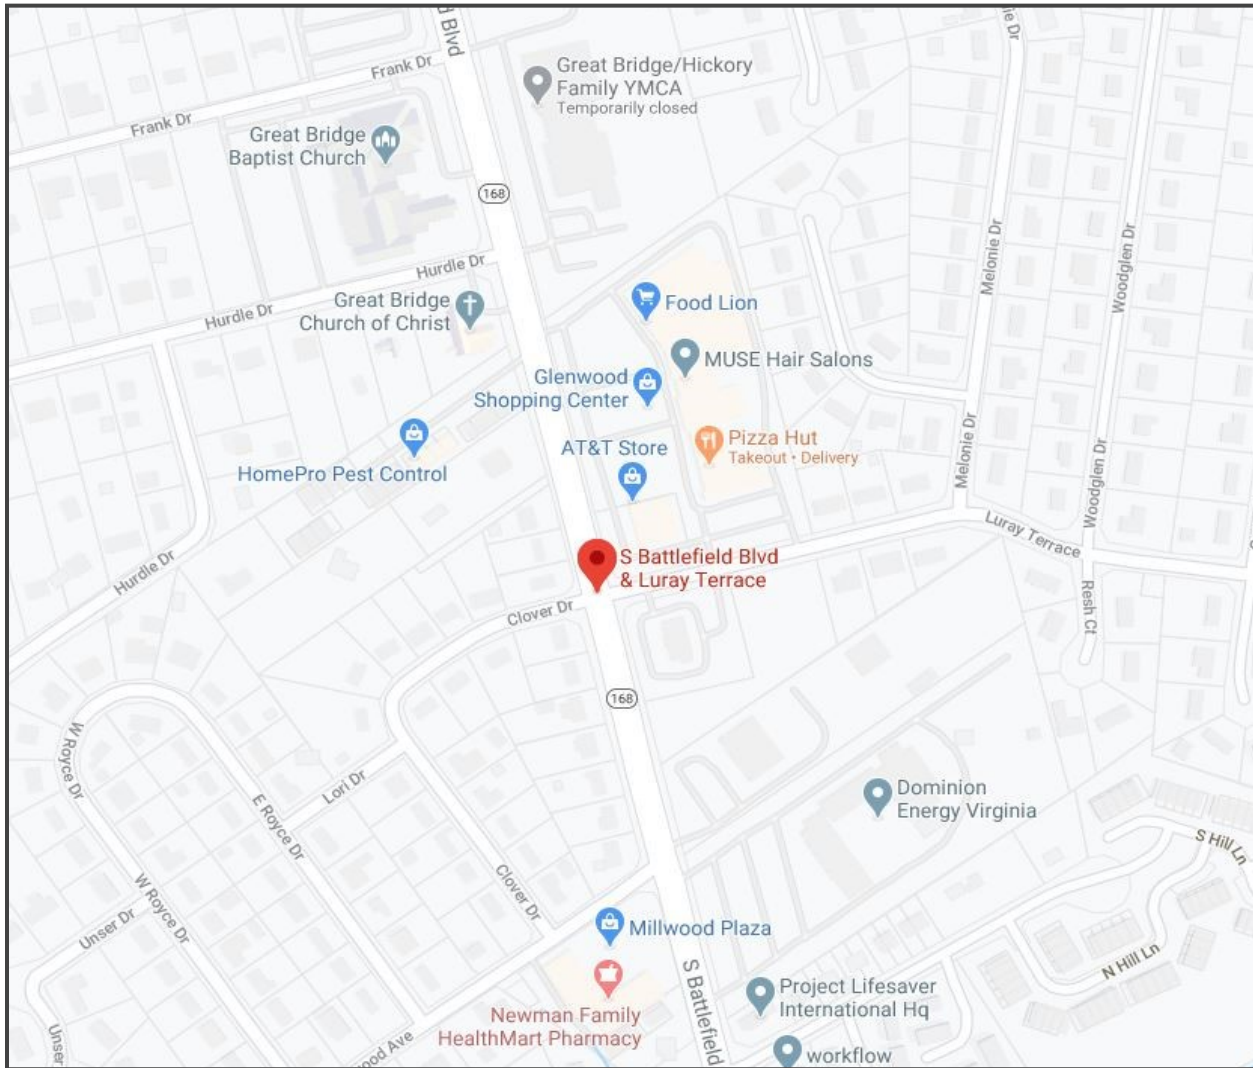 d Blvd
ie Dr
Frank Dr
Great Bridge/Hickory
Family YMCA
Temporarily closed
Frank Dr
Great Bridge
Baptist Church
168
Melonie Dr
Woodglen Dr
Hurdle Dr
Great Bridge
Church of Christ
Hurdle Dr
Food Lion
MUSE Hair Salons
Glenwood
Shopping Center
Pizza Hut
Takeout • Delivery
AT&T Store
HomePro Pest Control
Melonie Dr
Woodglen Dr
Luray Terrace
S Battlefield Blvd
& Luray Terrace
Hurdle Dr
Clover Dr
Resh Ct
168
W Royce Dr
Lori Dr
E Royce Dr
Dominion
Energy Virginia
S Hill Ln
Clover Dr
W Royce Dr
Unser Dr
Millwood Plaza
N Hill Ln
S Battlefield
Newman Family
HealthMart Pharmacy
Project Lifesaver
International Hq
Unser
ood Ave
workflow